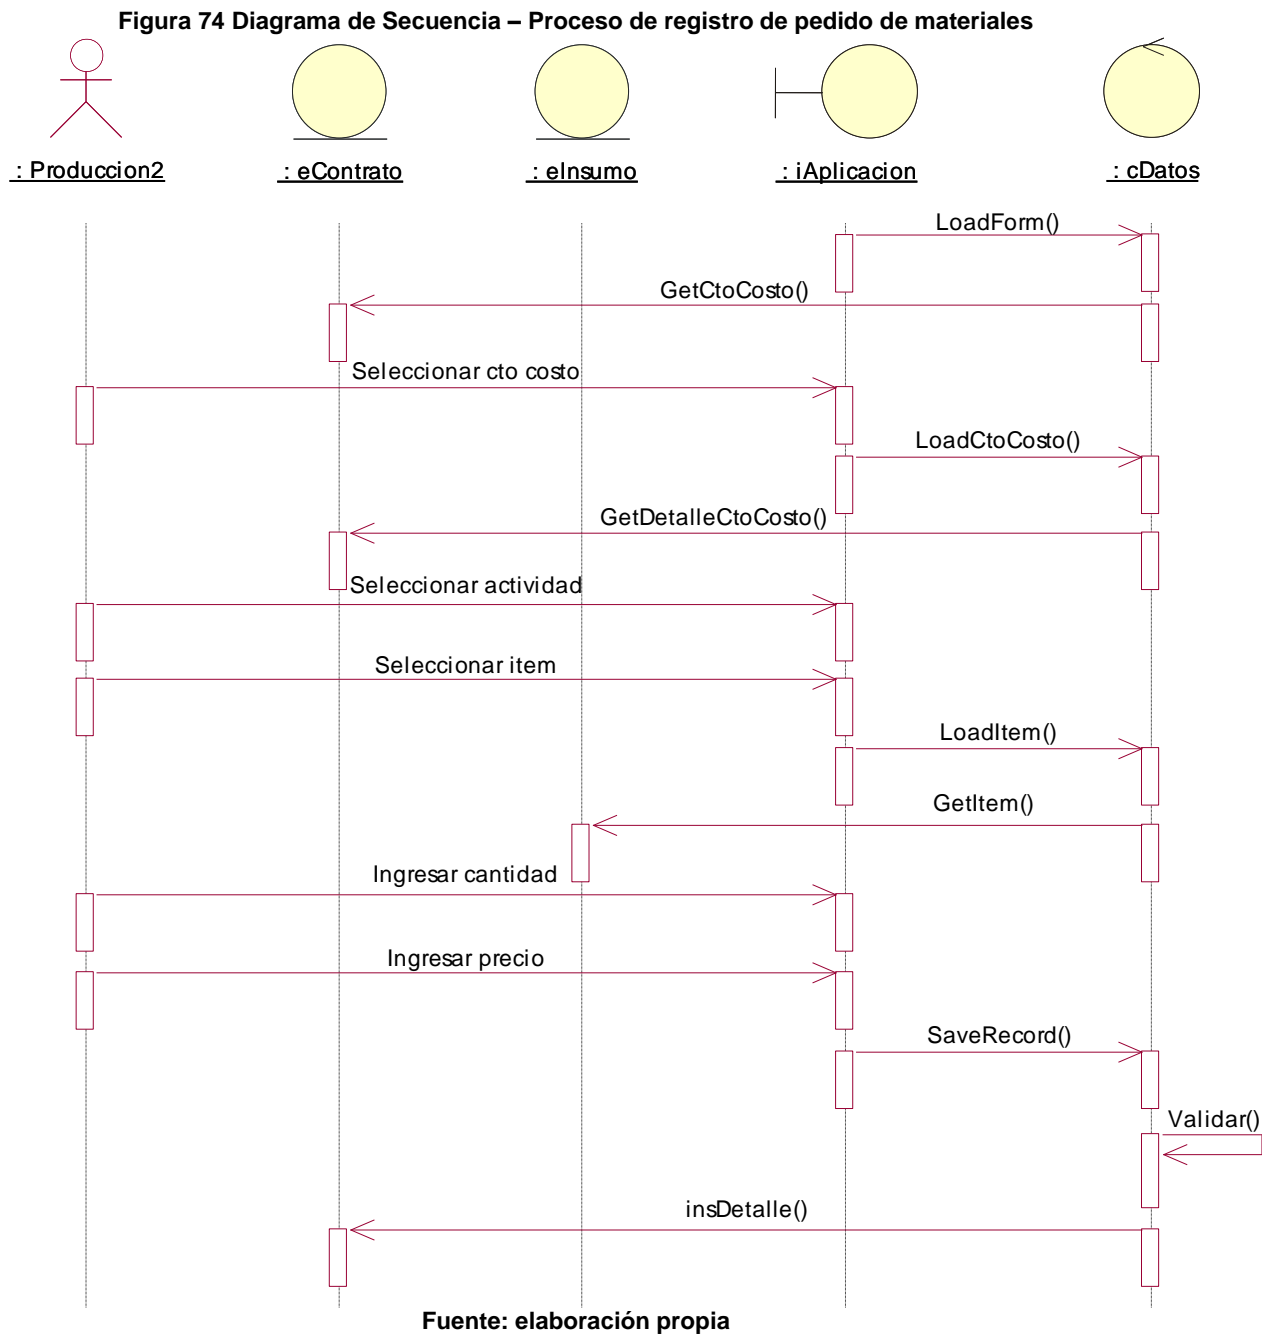 Figura 74 Diagrama de Secuencia – Proceso de registro de pedido de materiales
: Produccion2
: eContrato
: eInsumo
: iAplicacion
: cDatos
LoadForm()
GetCtoCosto()
Seleccionar cto costo
LoadCtoCosto()
GetDetalleCtoCosto()
Seleccionar actividad
Seleccionar item
LoadItem()
GetItem()
Ingresar cantidad
Ingresar precio
SaveRecord()
Validar()
insDetalle()
Fuente: elaboración propia